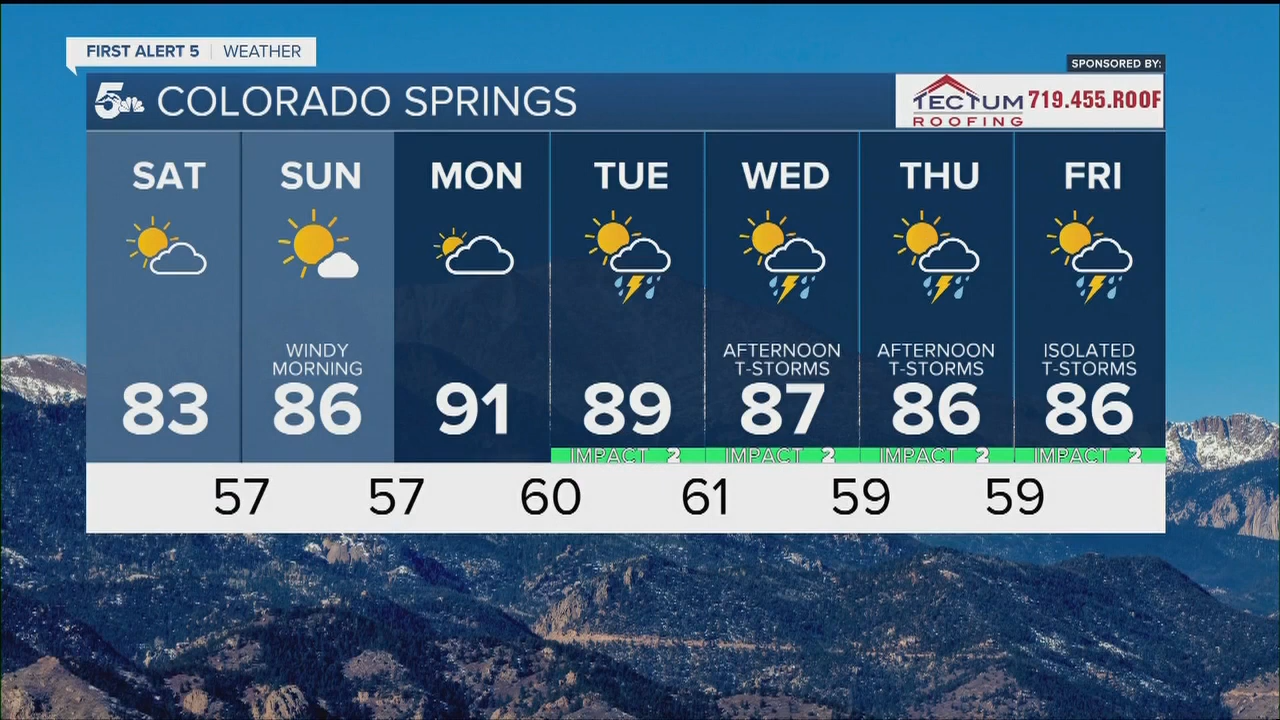 FIRST ALERT 5 | WEATHER
SPONSORED BY:
5 COLORADO SPRINGS
TECTUM 719.455.ROOF
ROOFING
SAT SUN MON TUE WED THU FRI
WINDY AFTERNOON AFTERNOON ISOLATED
MORNING T-STORMS T-STORMS T-STORMS
83 86 91 89 87 86 86
IMPACT 2 IMPACT 2 IMPACT 2 IMPACT 2
57 57 60 61 59 59